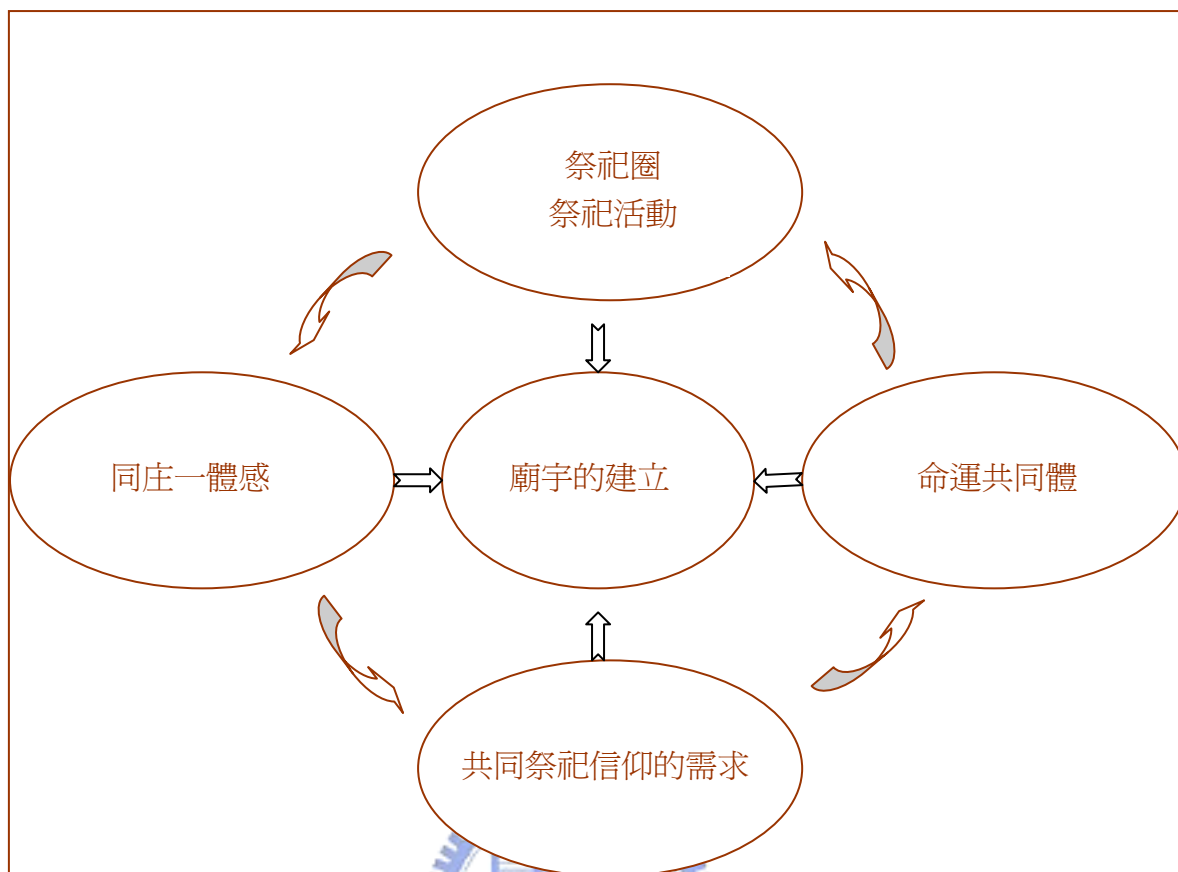 祭祀圈
祭祀活動
同庄一體感
廟宇的建立
命運共同體
共同祭祀信仰的需求